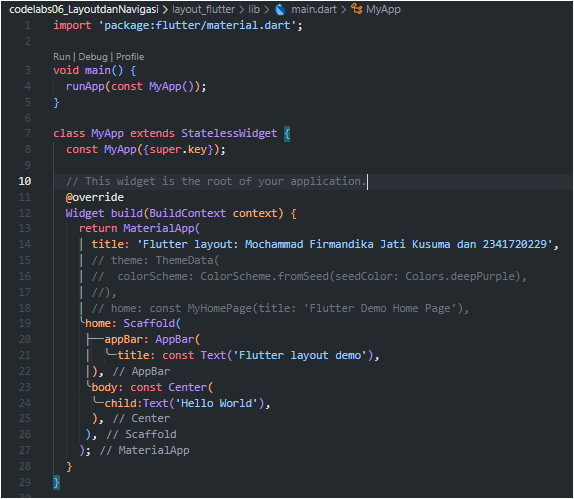 codelabs06_LayoutdanNavigasi > layout_flutter > lib > main.dart > MyApp
1 import 'package:flutter/material.dart';
2
Run | Debug | Profile
3 void main() {
4 runApp(const MyApp());
5 }
6
7 class MyApp extends StatelessWidget {
8 const MyApp({super.key});
9
10 // This widget is the root of your application.
11 @override
12 Widget build(BuildContext context) {
13 return MaterialApp(
14 title: 'Flutter layout: Mochammad Firmandika Jati Kusuma dan 2341720229',
15 // theme: ThemeData(
16 // colorScheme: ColorScheme.fromSeed(seedColor: Colors.deepPurple),
17 //),
18 // home: const MyHomePage(title: 'Flutter Demo Home Page'),
19 home: Scaffold(
20 appBar: AppBar(
21 title: const Text('Flutter layout demo'),
22 ), // AppBar
23 body: const Center(
24 child:Text('Hello World'),
25 ), // Center
26 ), // Scaffold
27 ); // MaterialApp
28 }
29 }
30